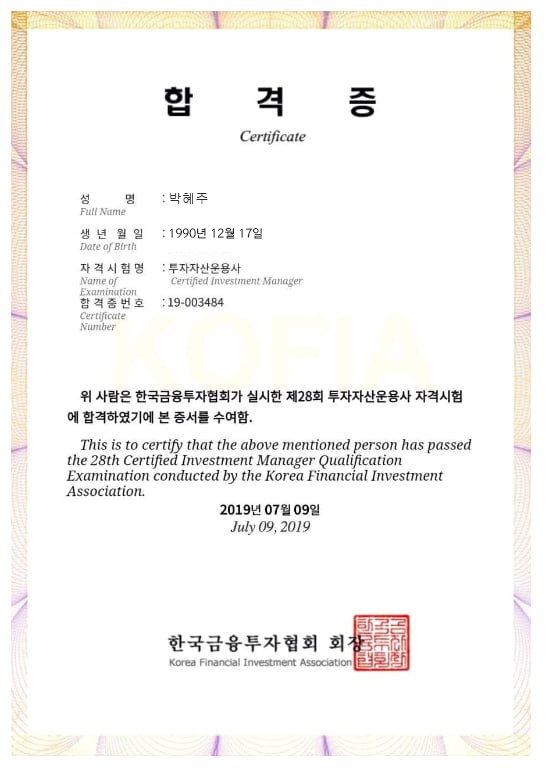 합 격 증
Certificate
성 명 : 박혜주
Full Name
생 년 월 일 : 1990년 12월 17일
Date of Birth
자 격 시 험 명 : 투자자산운용사
Name of Certified Investment Manager
Examination
합 격 증 번 호 : 19-003484
Certificate
Number
KOFIA
위 사람은 한국금융투자협회가 실시한 제28회 투자자산운용사 자격시험
에 합격하였기에 본 증서를 수여함.
This is to certify that the above mentioned person has passed
the 28th Certified Investment Manager Qualification
Examination conducted by the Korea Financial Investment
Association.
2019년 07월 09일
July 09, 2019
한국금융투자협회 회장
Korea Financial Investment Association